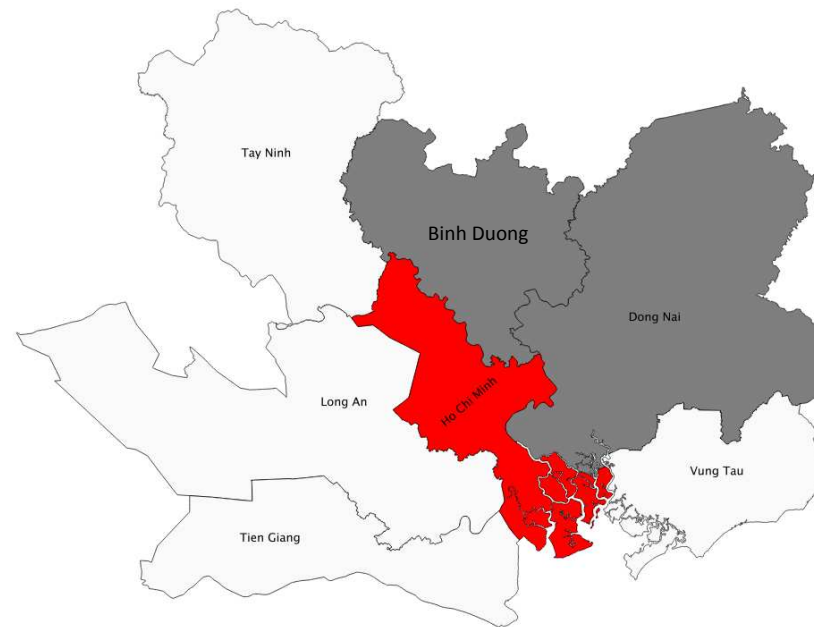 Tay Ninh
Binh Duong
Dong Nai
Long An
Ho Chi Minh
Vung Tau
Tien Giang